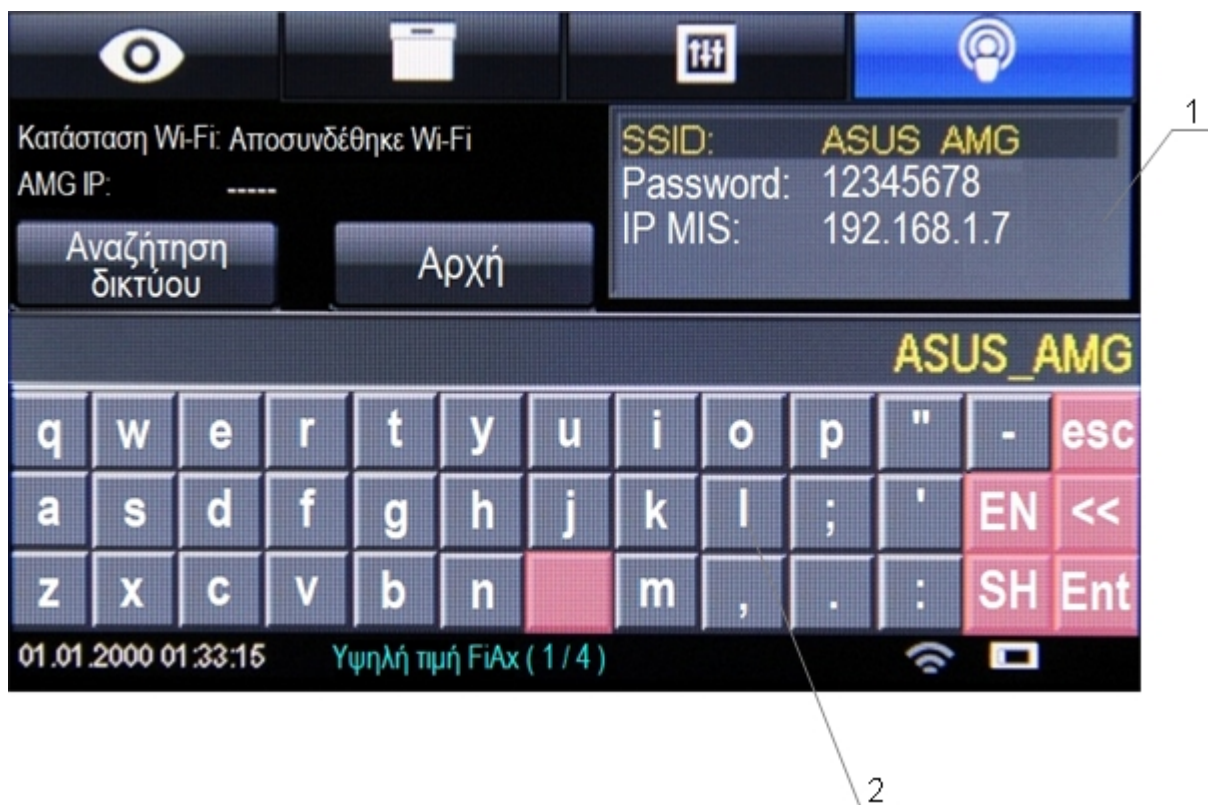 Κατάσταση Wi-Fi: Αποσυνδέθηκε Wi-Fi
AMG IP: -----
Αναζήτηση
δικτύου
Αρχή
SSID: ASUS AMG
Password: 12345678
IP MIS: 192.168.1.7
1
ASUS_AMG
q w e r t y u i o p " - esc
a s d f g h j k l ; ' EN <<
z x c v b n m , . : SH Ent
01.01.2000 01:33:15 Υψηλή τιμή FiAx ( 1 / 4 )
2